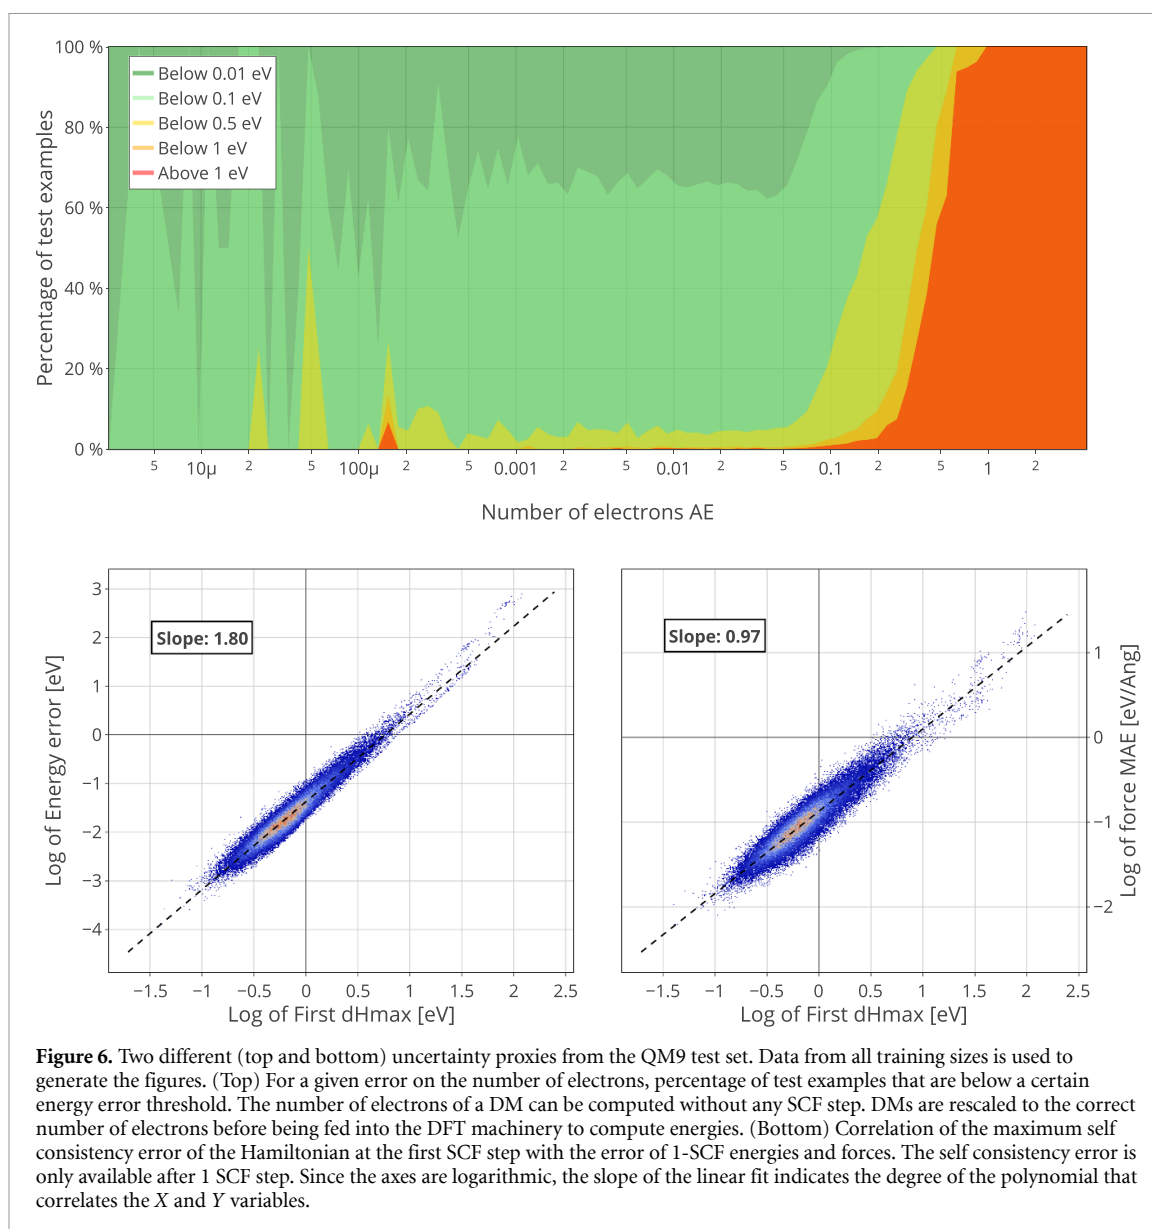 100 %
80 %
60 %
40 %
20 %
0 %
Percentage of test examples
Below 0.01 eV
Below 0.1 eV
Below 0.5 eV
Below 1 eV
Above 1 eV
5 10μ 2 5 100μ 2 5 0.001 2 5 0.01 2 5 0.1 2 5 1 2
Number of electrons AE
3
2
1
0
−1
−2
−3
−4
Log of Energy error [eV]
Slope: 1.80
−1.5 −1 −0.5 0 0.5 1 1.5 2 2.5
Log of First dHmax [eV]
Slope: 0.97
1
0
−1
−2
Log of force MAE [eV/Ang]
−1.5 −1 −0.5 0 0.5 1 1.5 2 2.5
Log of First dHmax [eV]
Figure 6. Two different (top and bottom) uncertainty proxies from the QM9 test set. Data from all training sizes is used to
generate the figures. (Top) For a given error on the number of electrons, percentage of test examples that are below a certain
energy error threshold. The number of electrons of a DM can be computed without any SCF step. DMs are rescaled to the correct
number of electrons before being fed into the DFT machinery to compute energies. (Bottom) Correlation of the maximum self
consistency error of the Hamiltonian at the first SCF step with the error of 1-SCF energies and forces. The self consistency error is
only available after 1 SCF step. Since the axes are logarithmic, the slope of the linear fit indicates the degree of the polynomial that
correlates the X and Y variables.